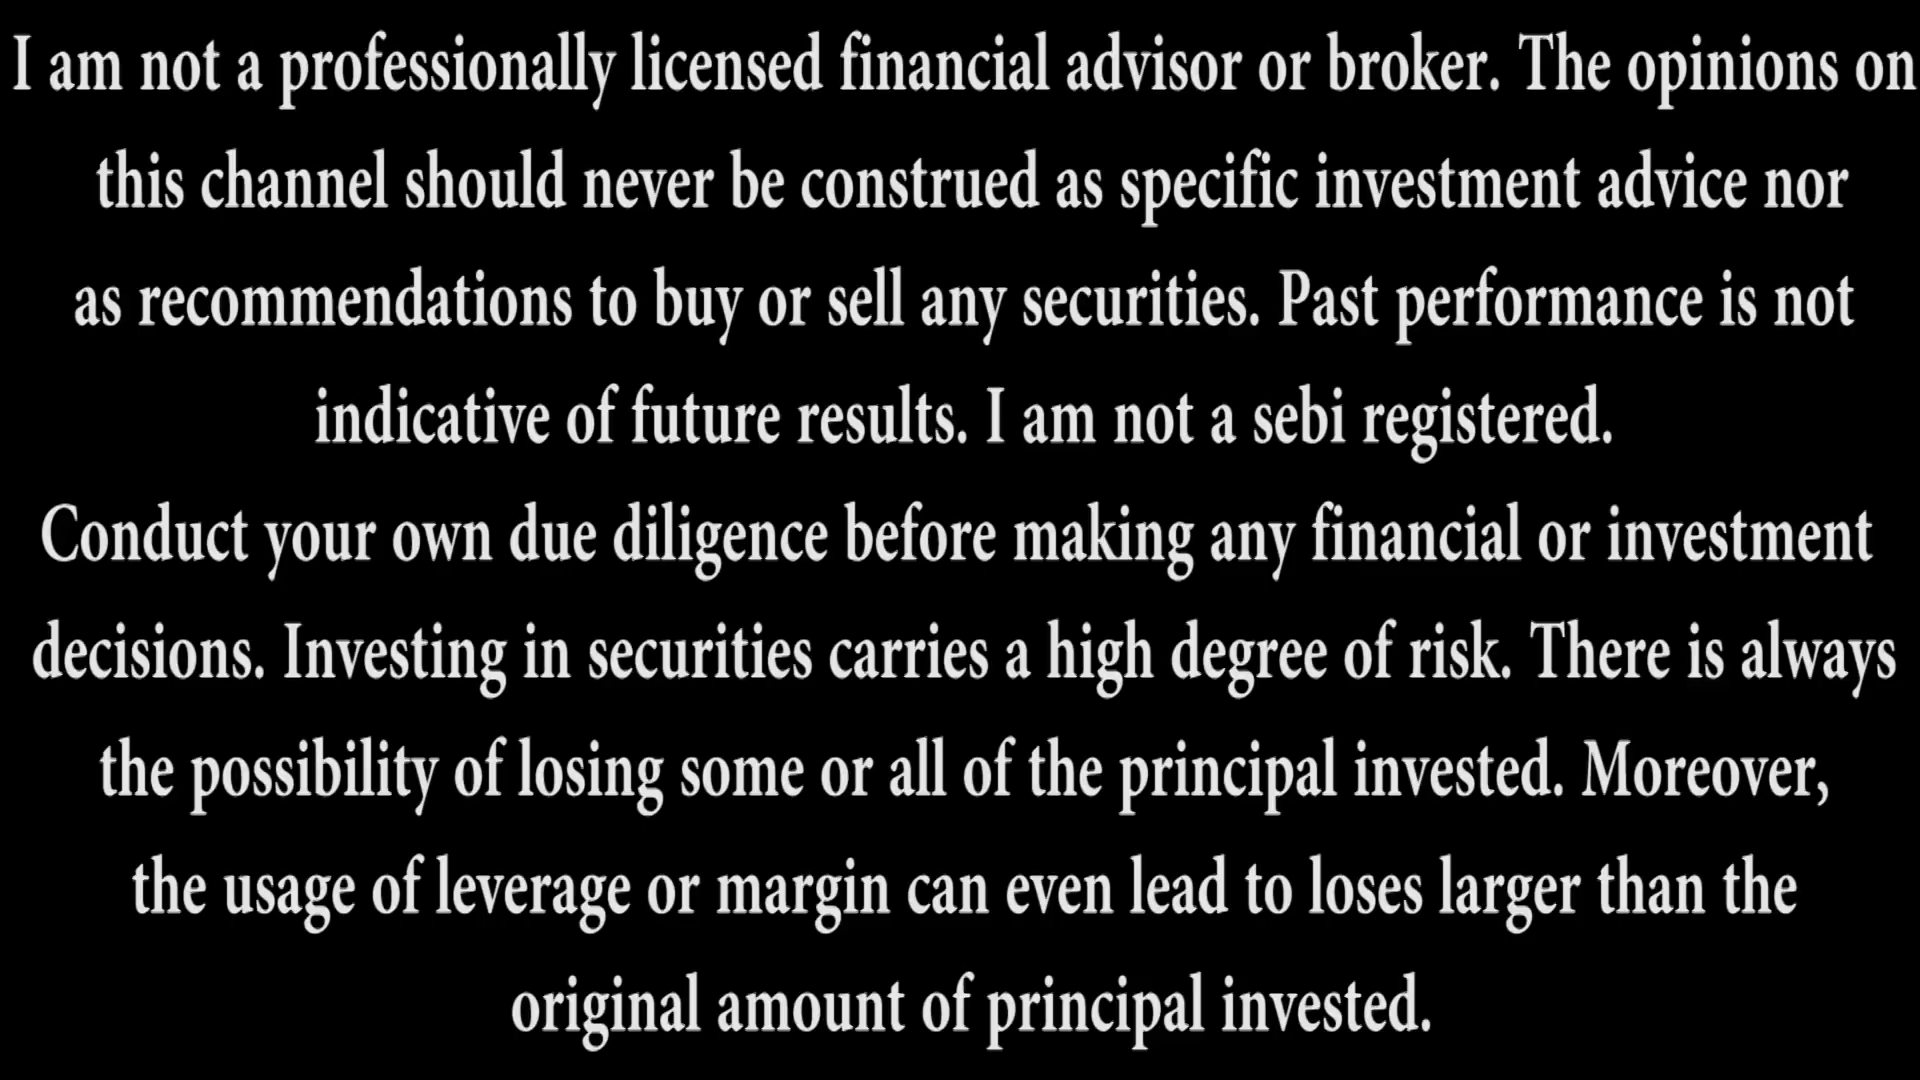 I am not a professionally licensed financial advisor or broker. The opinions on
this channel should never be construed as specific investment advice nor
as recommendations to buy or sell any securities. Past performance is not
indicative of future results. I am not a sebi registered.
Conduct your own due diligence before making any financial or investment
decisions. Investing in securities carries a high degree of risk. There is always
the possibility of losing some or all of the principal invested. Moreover,
the usage of leverage or margin can even lead to loses larger than the
original amount of principal invested.